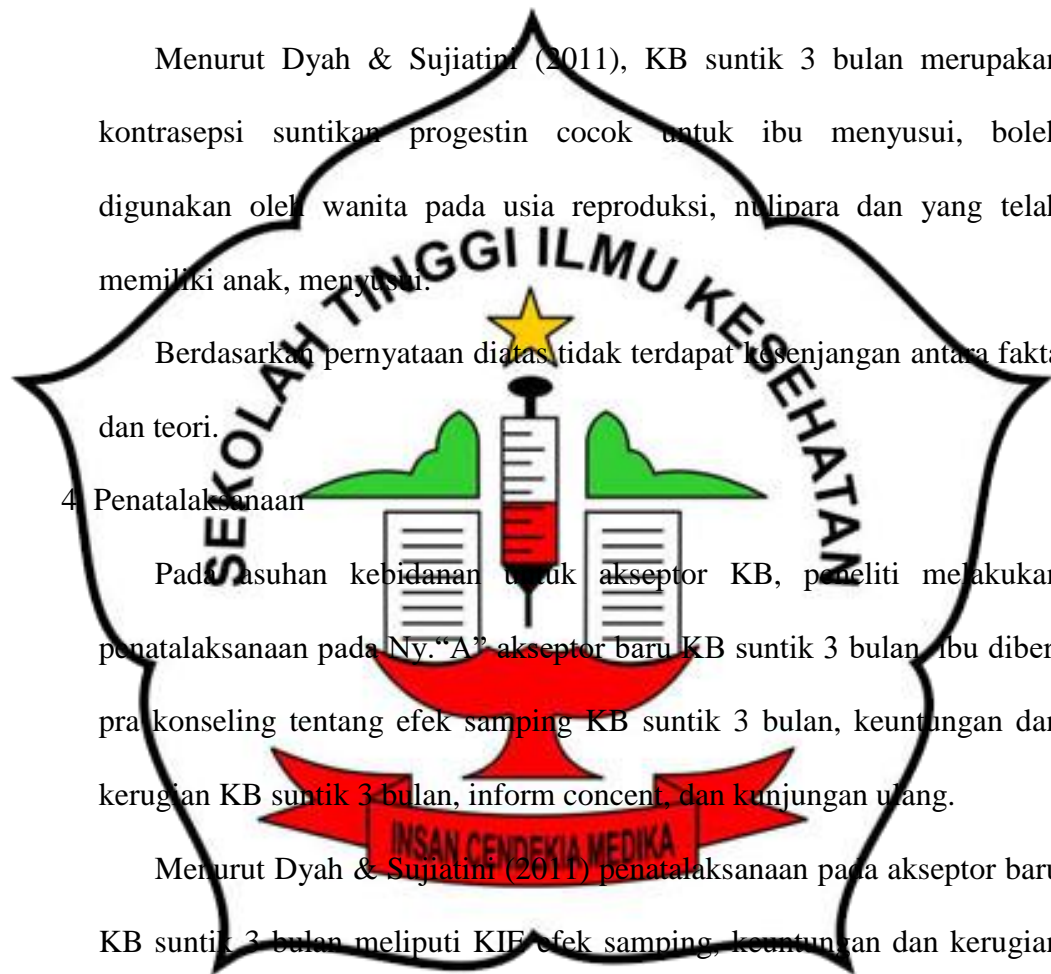 Menurut Dyah & Sujiatini (2011), KB suntik 3 bulan merupakan
kontrasepsi suntikan progestin cocok untuk ibu menyusui, boleh
digunakan oleh wanita pada usia reproduksi, nulipara dan yang telah
memiliki anak, menyusui.
SEKOLAH TINGGI ILMU KESEHATAN
Berdasarkan pernyataan diatas tidak terdapat kesenjangan antara fakta
dan teori.
4. Penatalaksanaan
Pada asuhan kebidanan untuk akseptor KB, peneliti melakukan
penatalaksanaan pada Ny.“A” akseptor baru KB suntik 3 bulan, ibu diberi
pra konseling tentang efek samping KB suntik 3 bulan, keuntungan dan
kerugian KB suntik 3 bulan, inform concent, dan kunjungan ulang.
INSAN CENDEKIA MEDIKA
Menurut Dyah & Sujiatini (2011) penatalaksanaan pada akseptor baru
KB suntik 3 bulan meliputi KIE efek samping, keuntungan dan kerugian